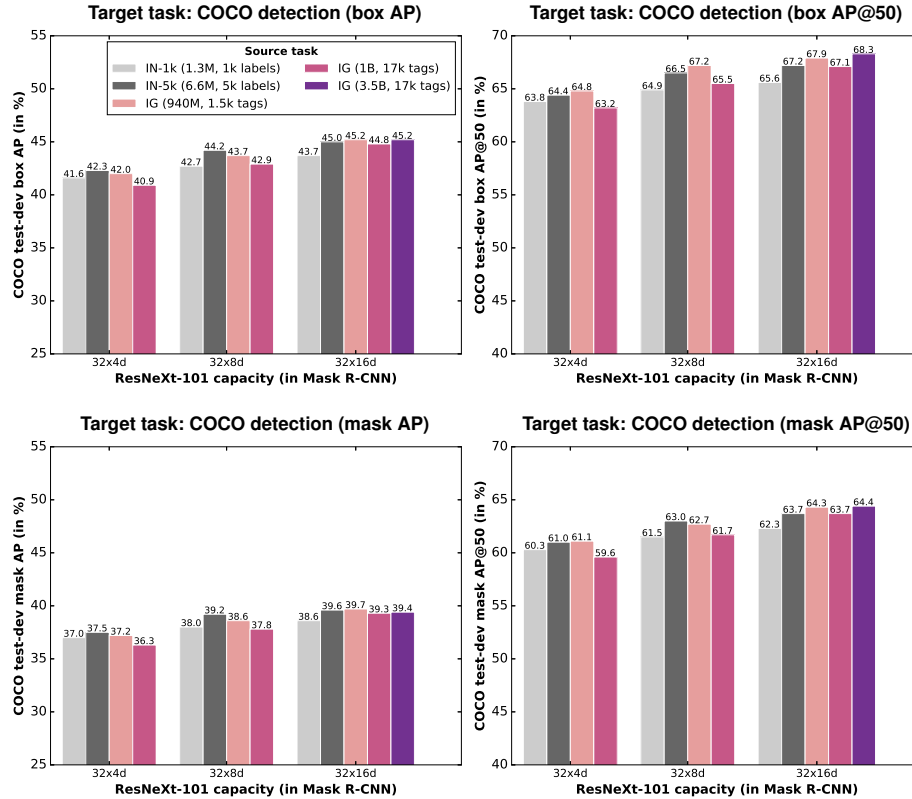 Target task: COCO detection (box AP)
55
50
45
40
35
30
25
COCO test-dev box AP (in %)
Source task
IN-1k (1.3M, 1k labels)
IN-5k (6.6M, 5k labels)
IG (940M, 1.5k tags)
IG (1B, 17k tags)
IG (3.5B, 17k tags)
41.6 42.3 42.0 40.9
42.7 44.2 43.7 42.9
43.7 45.0 45.2 44.8 45.2
32x4d 32x8d 32x16d
ResNeXt-101 capacity (in Mask R-CNN)
Target task: COCO detection (box AP@50)
70
65
60
55
50
45
40
COCO test-dev box AP@50 (in %)
63.8 64.4 64.8 63.2
64.9 66.5 67.2 65.5
65.6 67.2 67.9 67.1 68.3
32x4d 32x8d 32x16d
ResNeXt-101 capacity (in Mask R-CNN)
Target task: COCO detection (mask AP)
55
50
45
40
35
30
25
COCO test-dev mask AP (in %)
37.0 37.5 37.2 36.3
38.0 39.2 38.6 37.8
38.6 39.6 39.7 39.3 39.4
32x4d 32x8d 32x16d
ResNeXt-101 capacity (in Mask R-CNN)
Target task: COCO detection (mask AP@50)
70
65
60
55
50
45
40
COCO test-dev mask AP@50 (in %)
60.3 61.0 61.1 59.6
61.5 63.0 62.7 61.7
62.3 63.7 64.3 63.7 64.4
32x4d 32x8d 32x16d
ResNeXt-101 capacity (in Mask R-CNN)